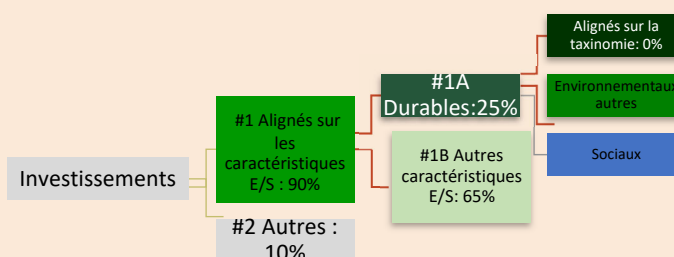 Investissements
#1 Alignés sur
les
caractéristiques
E/S : 90%
#2 Autres :
10%
#1A
Durables:25%
#1B Autres
caractéristiques
E/S: 65%
Alignés sur la
taxinomie: 0%
Environnementaux
autres
Sociaux